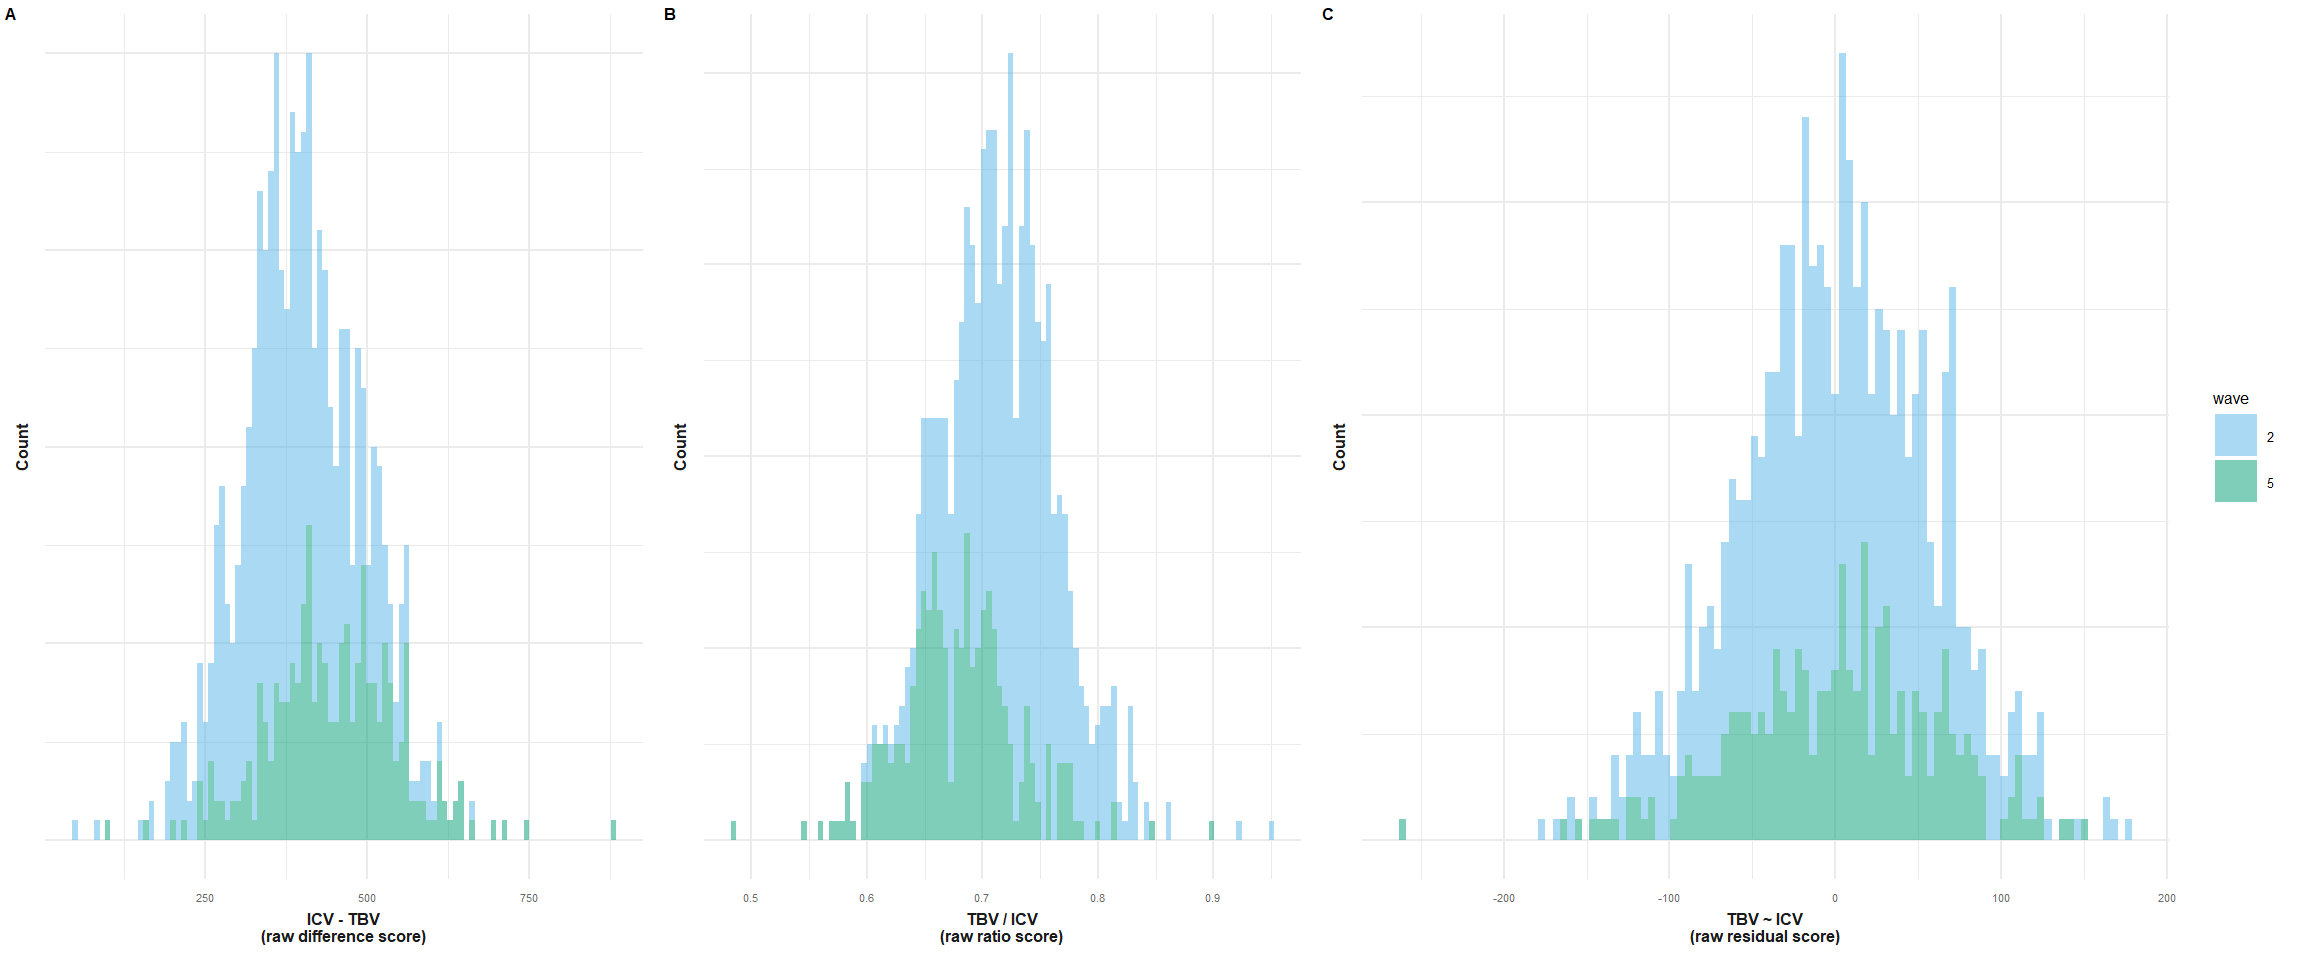 A
B
C
Count
Count
Count
250
500
750
ICV - TBV
(raw difference score)
0.5
0.6
0.7
0.8
0.9
TBV / ICV
(raw ratio score)
-200
-100
0
100
200
TBV ~ ICV
(raw residual score)
wave
2
5